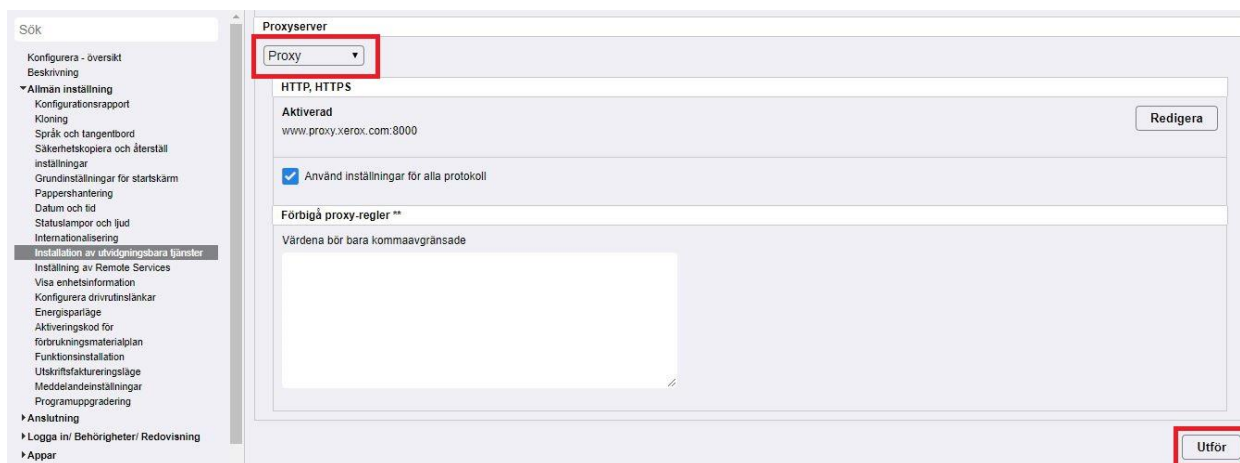 Sök
Konfigurera - översikt
Beskrivning
Allmän inställning
Konfigurationsrapport
Kloning
Språk och tangentbord
Säkerhetskopiera och återställ
inställningar
Grundinställningar för startskärm
Pappershantering
Datum och tid
Statuslampor och ljud
Internationalisering
Installation av utvidgningsbara tjänster
Inställning av Remote Services
Visa enhetsinformation
Konfigurera drivrutinslänkar
Energisparläge
Aktiveringskod för
förbrukningsmaterialplan
Funktionsinstallation
Utskriftsfaktureringsläge
Meddelandeinställningar
Programuppgradering
Anslutning
Logga in/ Behörigheter/ Redovisning
Appar
Proxyserver
Proxy
HTTP, HTTPS
Aktiverad
www.proxy.xerox.com:8000
Redigera
Använd inställningar för alla protokoll
Förbigå proxy-regler **
Värdena bör bara kommaavgränsade
Utför